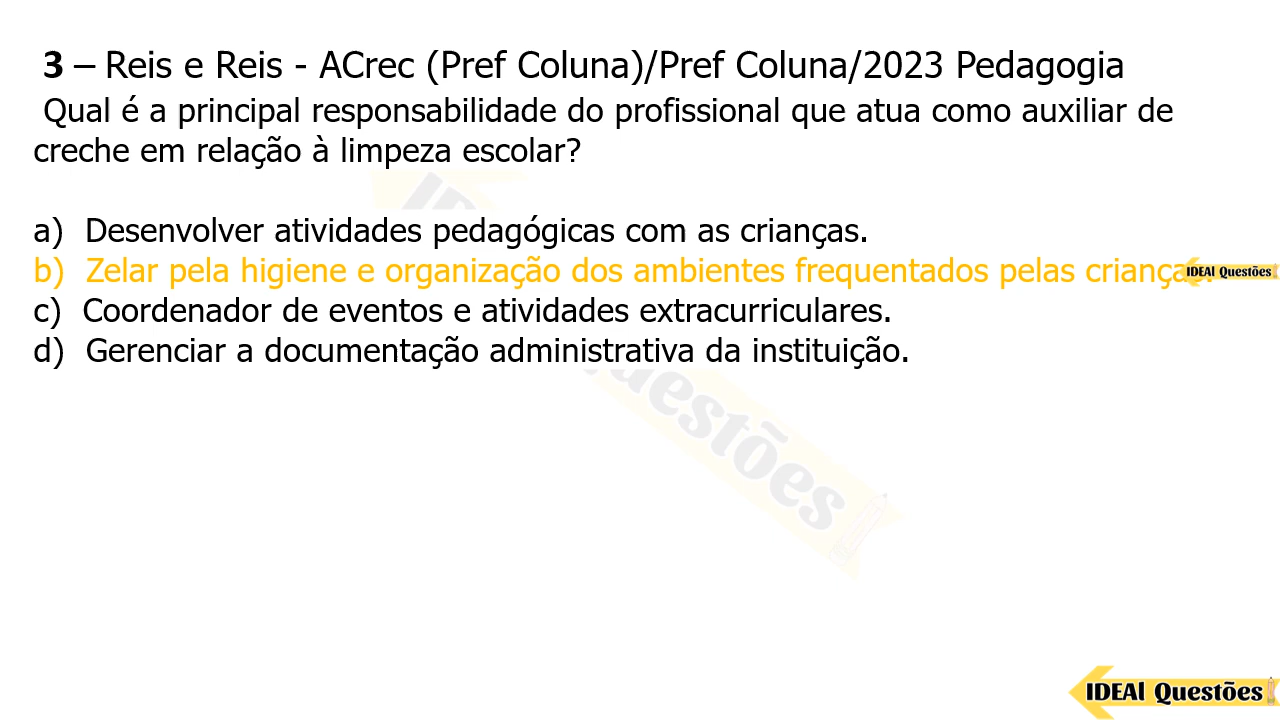 3 – Reis e Reis - ACrec (Pref Coluna)/Pref Coluna/2023 Pedagogia
Qual é a principal responsabilidade do profissional que atua como auxiliar de
creche em relação à limpeza escolar?
a) Desenvolver atividades pedagógicas com as crianças.
b) Zelar pela higiene e organização dos ambientes frequentados pelas
IDEAl Questões
c) Coordenador de eventos e atividades extracurriculares.
d) Gerenciar a documentação administrativa da instituição.
IDEAl Questões